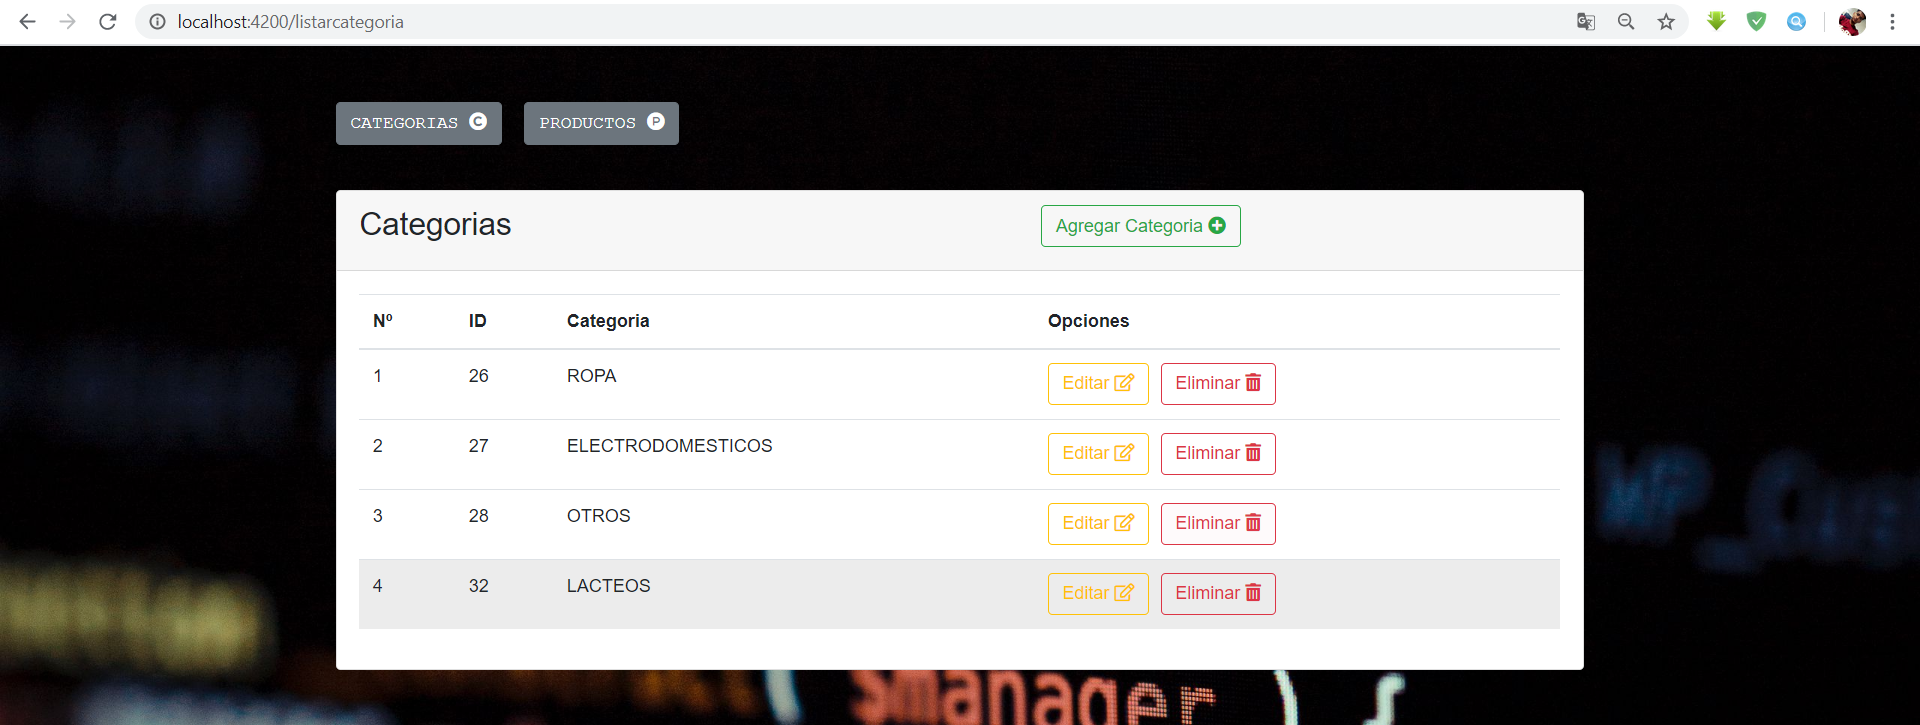 localhost:4200/listarcategoria
CATEGORIAS C PRODUCTOS P
Categorias Agregar Categoria
Nº ID Categoria Opciones
1 26 ROPA Editar Eliminar
2 27 ELECTRODOMESTICOS Editar Eliminar
3 28 OTROS Editar Eliminar
4 32 LACTEOS Editar Eliminar
smanager